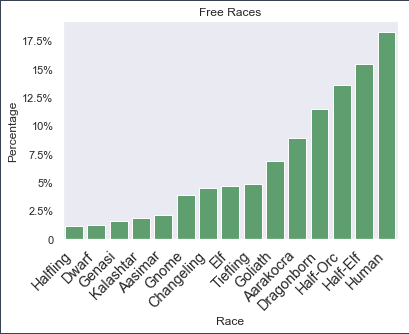 Free Races
Percentage
17.5%
15%
12.5%
10%
7.5%
5%
2.5%
0
Halfling
Dwarf
Genasi
Kalashtar
Aasimar
Gnome
Changeling
Elf
Tiefling
Goliath
Aarakocra
Dragonborn
Half-Orc
Half-Elf
Human
Race